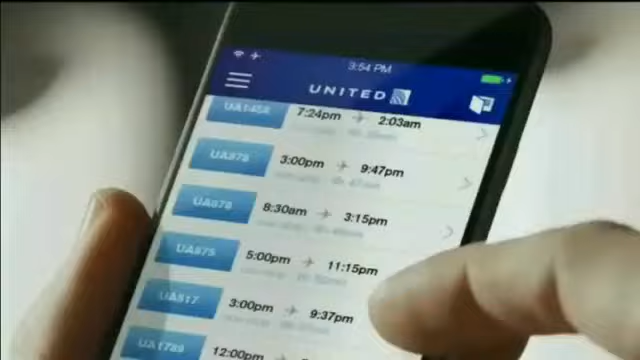 3:54 PM
UNITED
UA1458 7:24pm 2:03am
UA878 3:00pm 9:47pm
UA878 8:30am 3:15pm
UA875 5:00pm 11:15pm
UA517 3:00pm 9:37pm
UA1789 12:00pm